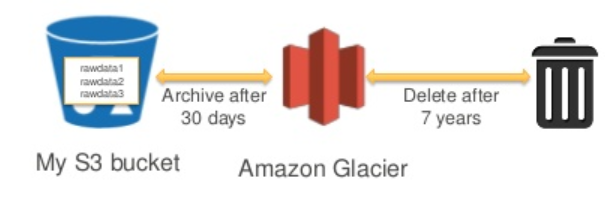 rawdata1
rawdata2
rawdata3
Archive after
30 days
Delete after
7 years
My S3 bucket
Amazon Glacier